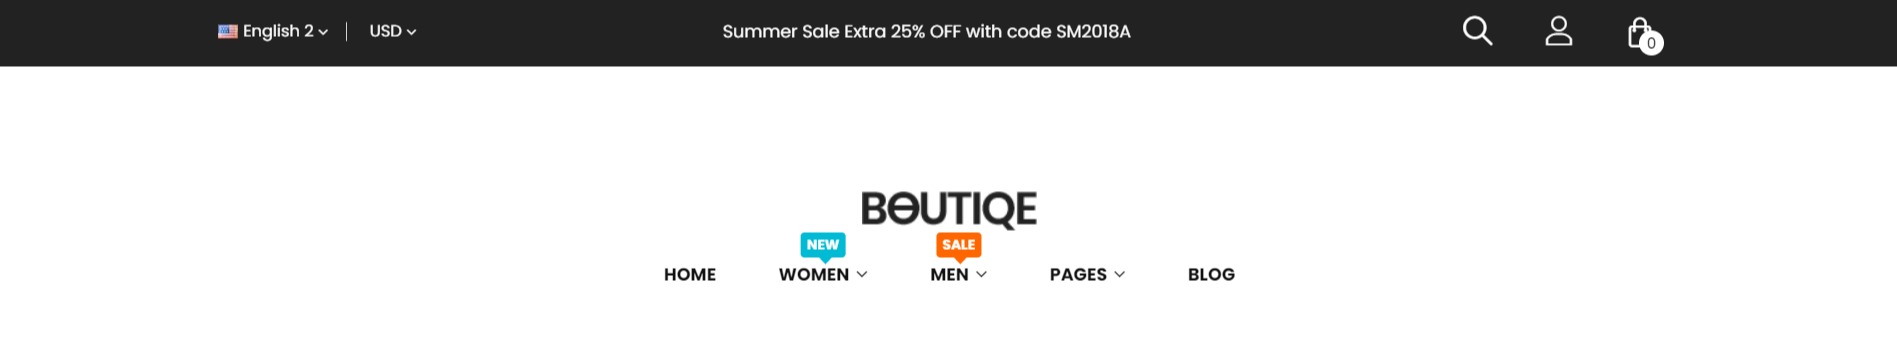 English 2 USD Summer Sale Extra 25% OFF with code SM2018A 0
BOUTIQE
NEW SALE
HOME WOMEN MEN PAGES BLOG